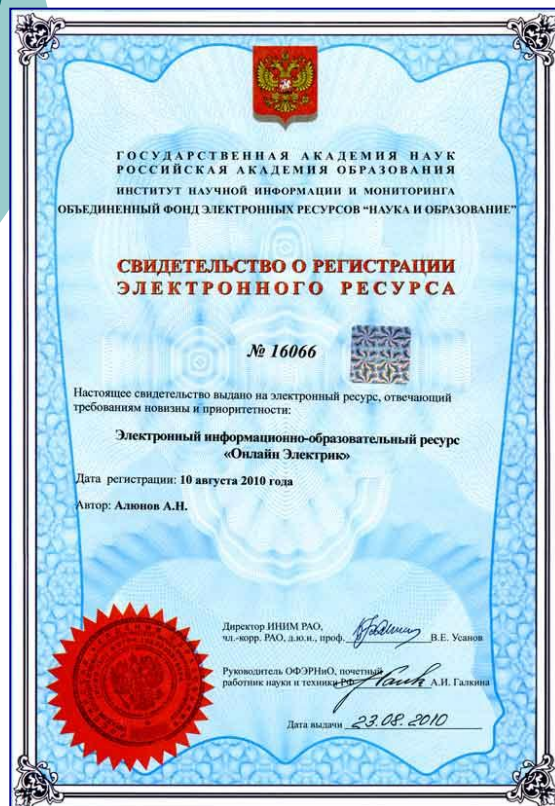 ГОСУДАРСТВЕННАЯ АКАДЕМИЯ НАУК
РОССИЙСКАЯ АКАДЕМИЯ ОБРАЗОВАНИЯ
ИНСТИТУТ НАУЧНОЙ ИНФОРМАЦИИ И МОНИТОРИНГА
ОБЪЕДИНЕННЫЙ ФОНД ЭЛЕКТРОННЫХ РЕСУРСОВ "НАУКА И ОБРАЗОВАНИЕ"
СВИДЕТЕЛЬСТВО О РЕГИСТРАЦИИ
ЭЛЕКТРОННОГО РЕСУРСА
№ 16066
Настоящее свидетельство выдано на электронный ресурс, отвечающий
требованиям новизны и приоритетности:
Электронный информационно-образовательный ресурс
«Онлайн Электрик»
Дата регистрации: 10 августа 2010 года
Автор: Алюнов А.Н.
Директор ИНИМ РАО,
чл.-корр. РАО, д.ю.н., проф. В.Е. Усанов
Руководитель ОФЭРНиО, почетный
работник науки и техники РФ А.И. Галкина
Дата выдачи 23.08.2010